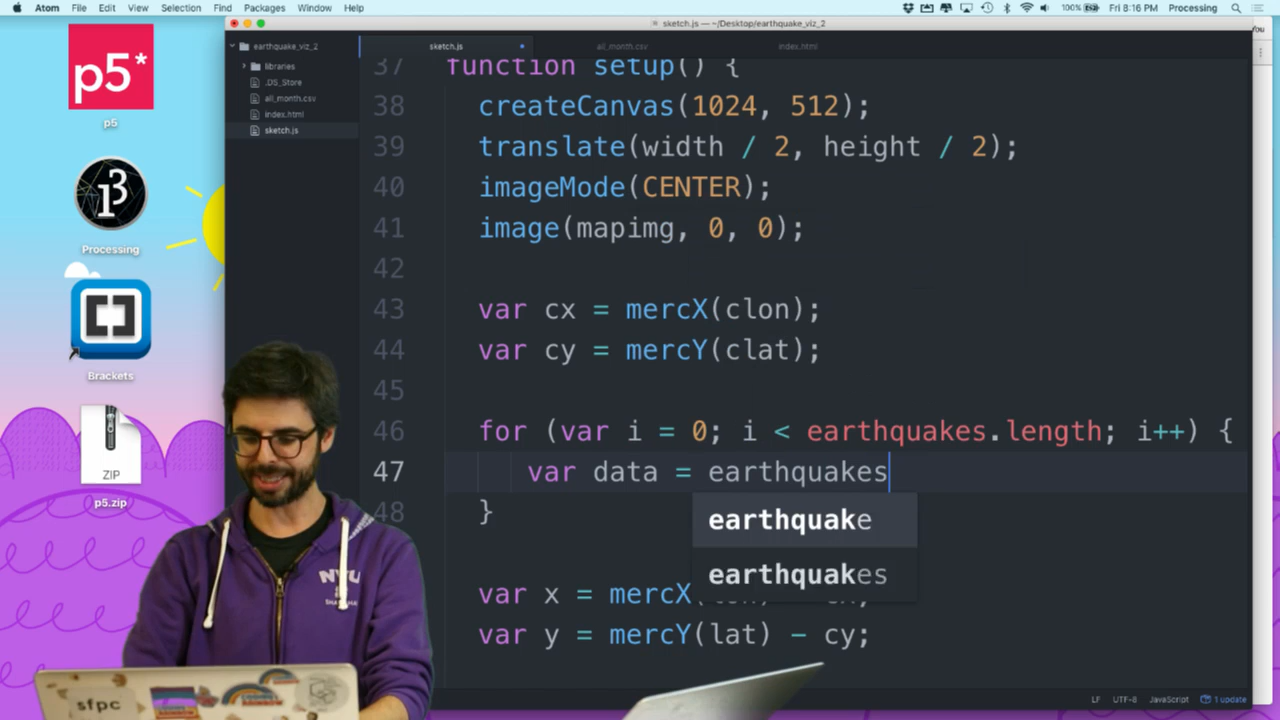 Atom File Edit View Selection Find Packages Window Help
100% Fri 8:16 PM Processing
sketch.js — ~/Desktop/earthquake_viz_2
earthquake_viz_2
libraries
.DS_Store
all_month.csv
index.html
sketch.js
sketch.js all_month.csv index.html
37 function setup() {
38 createCanvas(1024, 512);
39 translate(width / 2, height / 2);
40 imageMode(CENTER);
41 image(mapimg, 0, 0);
42
43 var cx = mercX(clon);
44 var cy = mercY(clat);
45
46 for (var i = 0; i < earthquakes.length; i++) {
47 var data = earthquakes
48 }
earthquake
earthquakes
var x = mercX
var y = mercY(lat) - cy;
p5*
p5
Processing
Brackets
ZIP
p5.zip
NYU
sfpc
LF UTF-8 JavaScript 1 update